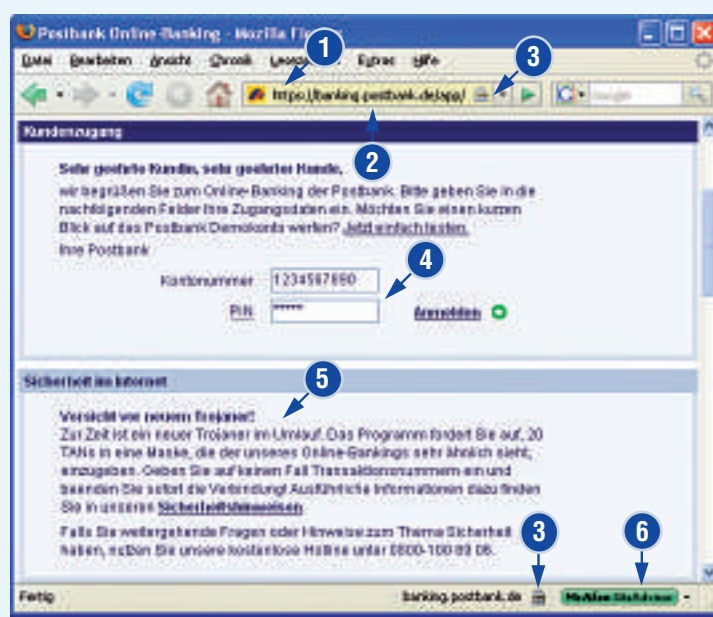 Postbank Online-Banking - Mozilla
1
Datei Bearbeiten Ansicht Chronik Extras Hilfe
3
https://banking.postbank.de/app/
2
Kundenzugang
Sehr geehrte Kundin, sehr geehrter Kunde,
wir begrüßen Sie zum Online-Banking der Postbank. Bitte geben Sie in die
nachfolgenden Felder Ihre Zugangsdaten ein. Möchten Sie einen kurzen
Blick auf das Postbank Demokonto werfen? Jetzt einfach testen.
Ihre Postbank
4
Kontonummer 1234567890
PIN ***** Anmelden
Sicherheit im Internet
5
Vorsicht vor neuem Trojaner!
Zur Zeit ist ein neuer Trojaner im Umlauf. Das Programm fordert Sie auf, 20
TANs in eine Maske, die der unseres Online-Bankings sehr ähnlich sieht,
einzugeben. Geben Sie auf keinen Fall Transaktionsnummern ein und
beenden Sie sofort die Verbindung! Ausführliche Informationen dazu finden
Sie in unseren Sicherheitshinweisen.
Falls Sie weitergehende Fragen oder Hinweise zum Thema Sicherheit
haben, nutzen Sie unsere kostenlose Hotline unter 0800-100 89 06.
3
6
Fertig banking.postbank.de McAfee SiteAdvisor